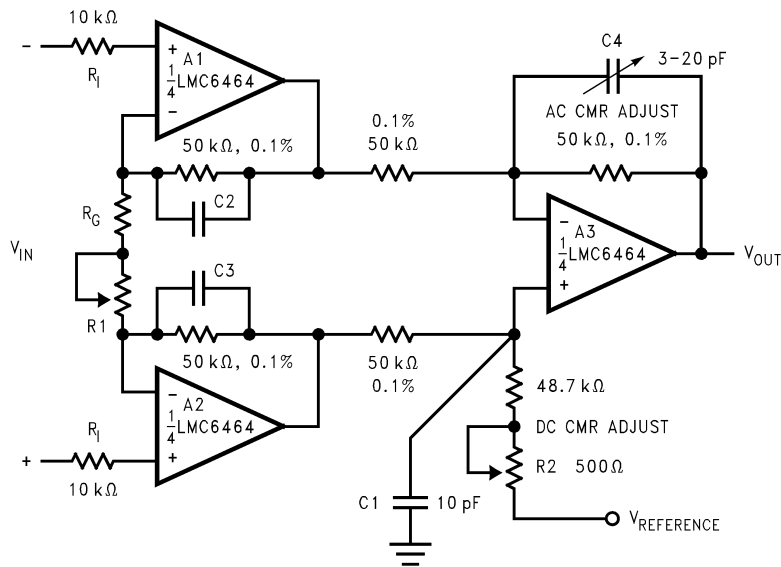 10 kΩ
−
R_I
+
A1
1/4 LMC6464
−
50 kΩ, 0.1%
C2
0.1%
50 kΩ
C4
3−20 pF
AC CMR ADJUST
50 kΩ, 0.1%
R_G
V_IN
R1
C3
50 kΩ, 0.1%
−
A3
1/4 LMC6464
+
V_OUT
50 kΩ
0.1%
−
A2
1/4 LMC6464
+
R_I
+
10 kΩ
48.7 kΩ
DC CMR ADJUST
R2 500Ω
C1
10 pF
V_REFERENCE